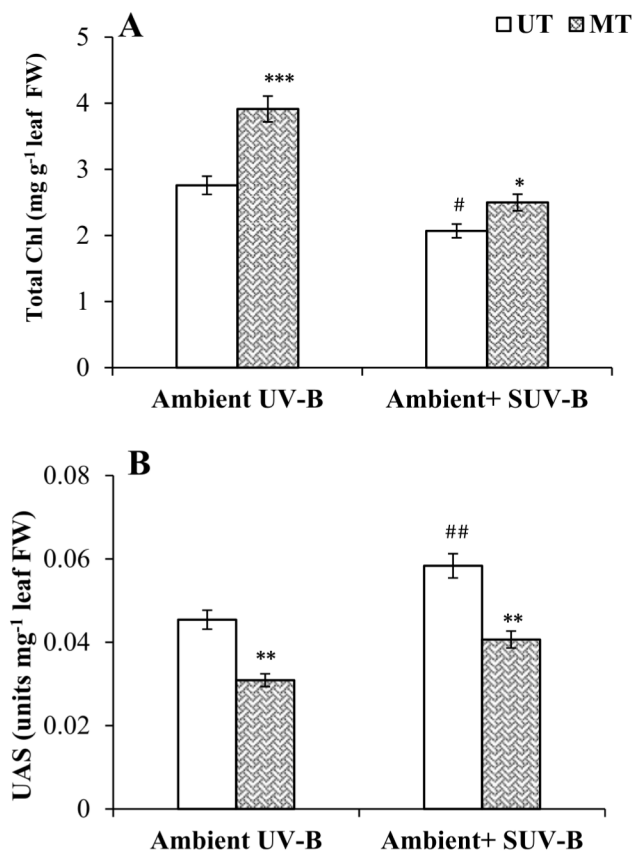 A
UT MT
Total Chl (mg g⁻¹ leaf FW)
5
4
3
2
1
0
***
#
*
Ambient UV-B Ambient+ SUV-B
B
UAS (units mg⁻¹ leaf FW)
0.08
0.06
0.04
0.02
0
**
##
**
Ambient UV-B Ambient+ SUV-B